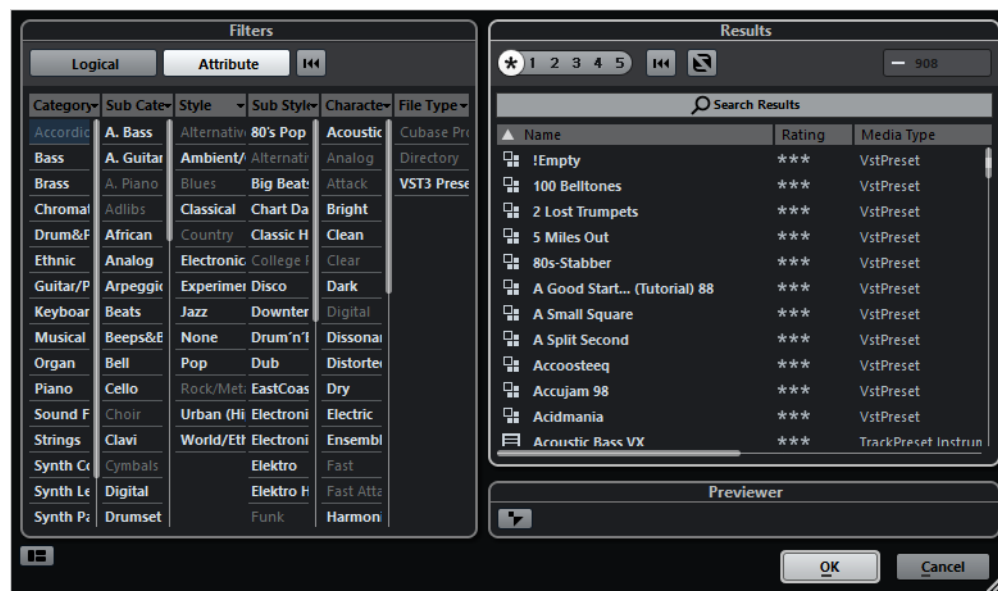 Filters
Logical Attribute
Category Sub Cate Style Sub Style Characte File Type
Accordic A. Bass Alternativ 80's Pop Acoustic Cubase Pro
Bass A. Guitar Ambient/ Alternati Analog Directory
Brass A. Piano Blues Big Beat Attack VST3 Prese
Chromat Adlibs Classical Chart Da Bright
Drum&P African Country Classic H Clean
Ethnic Analog Electronic College Clear
Guitar/P Arpeggio Experimen Disco Dark
Keyboar Beats Jazz Downter Digital
Musical Beeps&B None Drum´n´ Dissonan
Organ Bell Pop Dub Distorte
Piano Cello Rock/Meta EastCoas Dry
Sound F Choir Urban (Hi Electroni Electric
Strings Clavi World/Eth Electroni Ensembl
Synth Co Cymbals Elektro Fast
Synth Le Digital Elektro H Fast Atta
Synth Pa Drumset Funk Harmoni
Results
* 1 2 3 4 5 908
Search Results
Name Rating Media Type
!Empty *** VstPreset
100 Belltones *** VstPreset
2 Lost Trumpets *** VstPreset
5 Miles Out *** VstPreset
80s-Stabber *** VstPreset
A Good Start... (Tutorial) 88 *** VstPreset
A Small Square *** VstPreset
A Split Second *** VstPreset
Accoosteeq *** VstPreset
Accujam 98 *** VstPreset
Acidmania *** VstPreset
Acoustic Bass VX *** TrackPreset Instrum
Previewer
OK Cancel